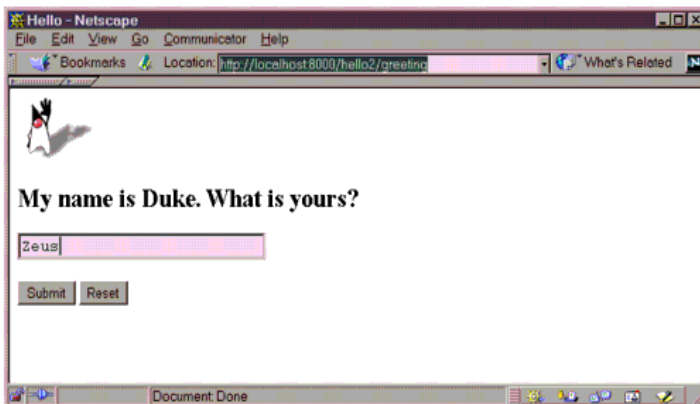 Hello - Netscape
File Edit View Go Communicator Help
Bookmarks Location: http://localhost:8000/hello2/greeting What's Related N
My name is Duke. What is yours?
Zeus
Submit Reset
Document: Done